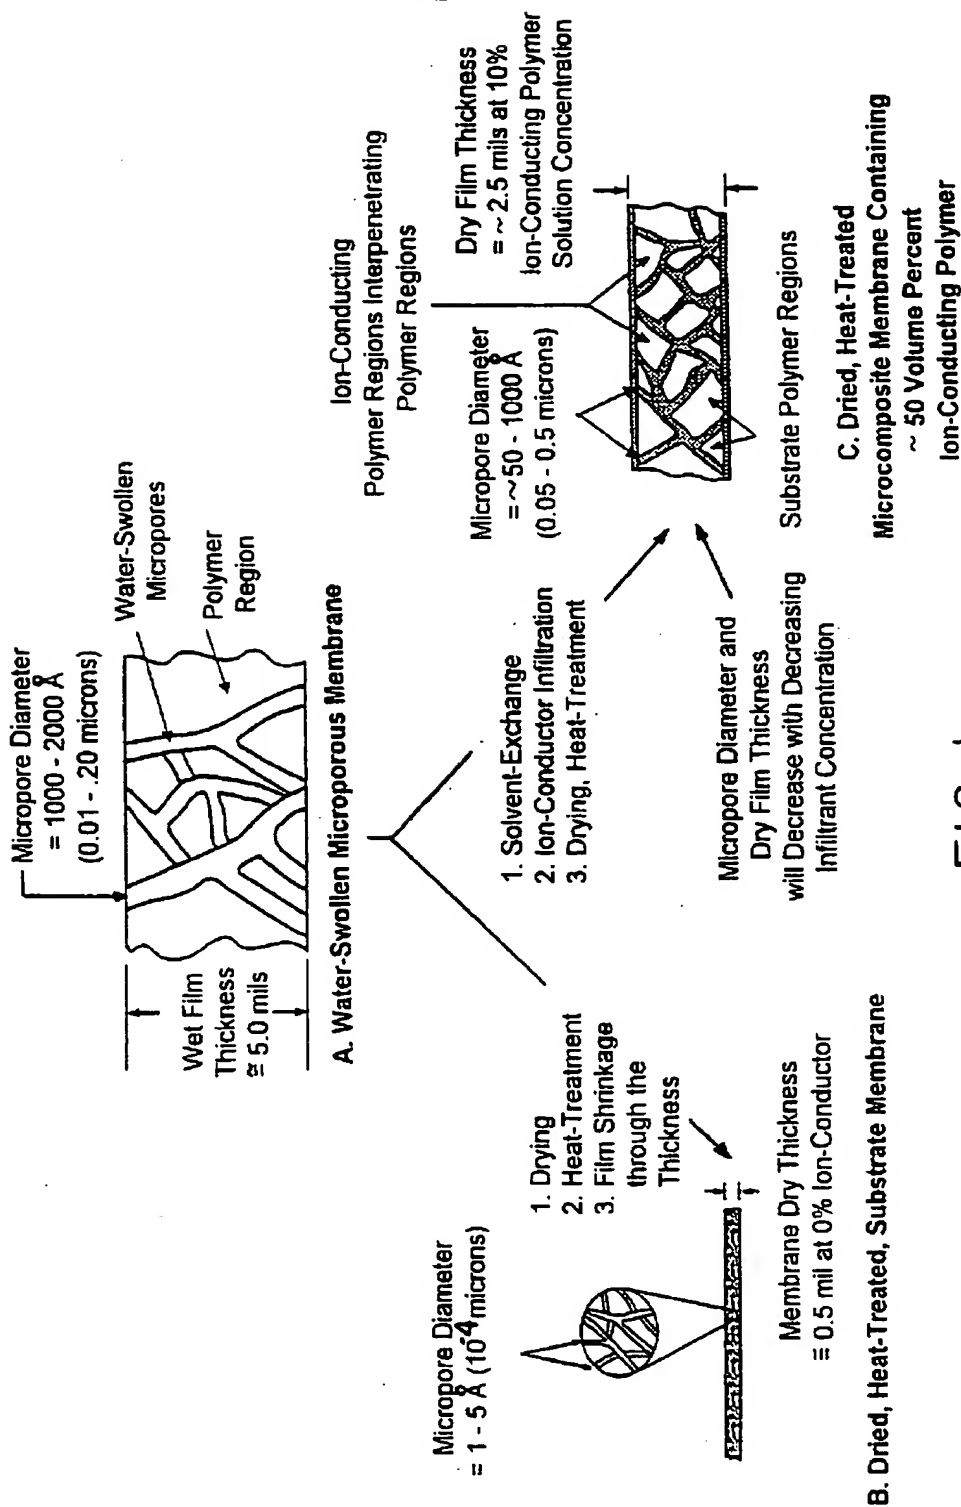 Micropore Diameter
= 1000 - 2000 Å
(0.01 - .20 microns)
Water-Swollen
Micropores
Polymer
Region
Wet Film
Thickness
≅ 5.0 mils
A. Water-Swollen Microporous Membrane
1. Drying
2. Heat-Treatment
3. Film Shrinkage
through the
Thickness
Micropore Diameter
= 1 - 5 Å (10-4 microns)
Membrane Dry Thickness
≡ 0.5 mil at 0% Ion-Conductor
B. Dried, Heat-Treated, Substrate Membrane
1. Solvent-Exchange
2. Ion-Conductor Infiltration
3. Drying, Heat-Treatment
Micropore Diameter and
Dry Film Thickness
will Decrease with Decreasing
Infiltrant Concentration
Ion-Conducting
Polymer Regions Interpenetrating
Polymer Regions
Micropore Diameter
= ~50 - 1000 Å
(0.05 - 0.5 microns)
Dry Film Thickness
= ~ 2.5 mils at 10%
Ion-Conducting Polymer
Solution Concentration
Substrate Polymer Regions
C. Dried, Heat-Treated
Microcomposite Membrane Containing
~ 50 Volume Percent
Ion-Conducting Polymer